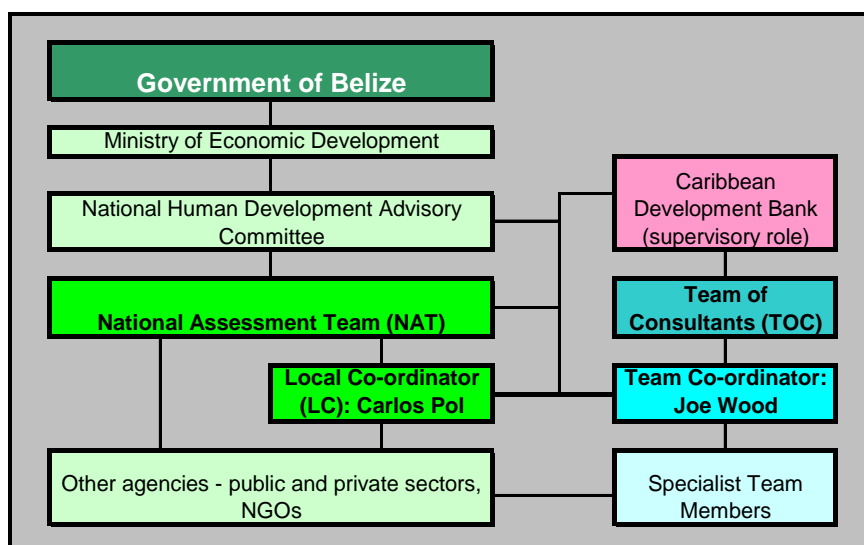 Government of Belize
Ministry of Economic Development
National Human Development Advisory
Committee
Caribbean
Development Bank
(supervisory role)
National Assessment Team (NAT)
Team of
Consultants (TOC)
Local Co-ordinator
(LC): Carlos Pol
Team Co-ordinator:
Joe Wood
Other agencies - public and private sectors,
NGOs
Specialist Team
Members